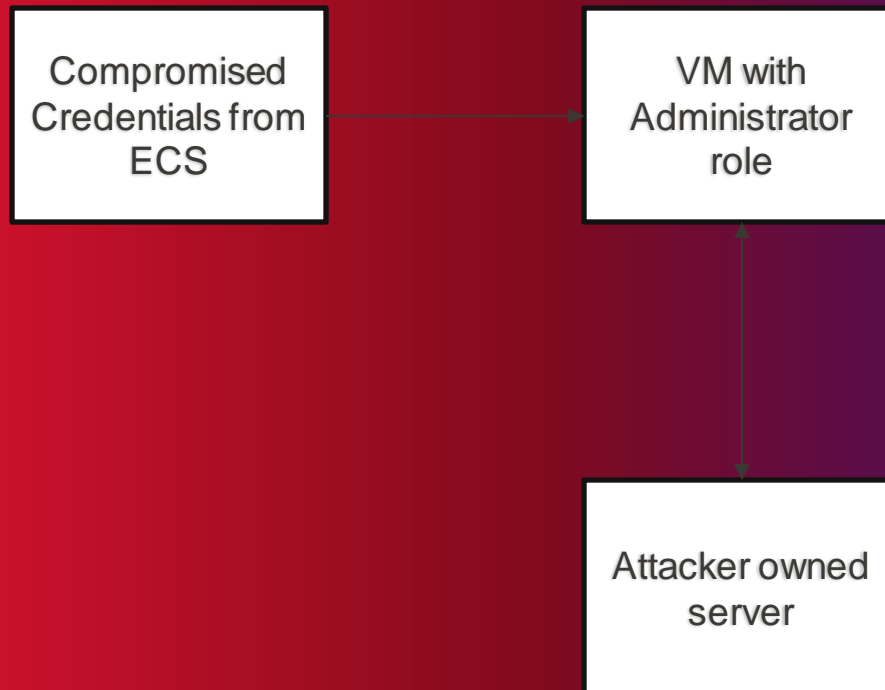 Compromised
Credentials from
ECS
VM with
Administrator
role
Attacker owned
server